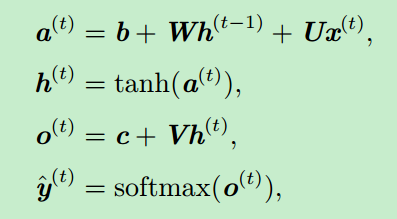 a^(t) = b + Wh^(t−1) + Ux^(t),
h^(t) = tanh(a^(t)),
o^(t) = c + Vh^(t),
ŷ^(t) = softmax(o^(t)),